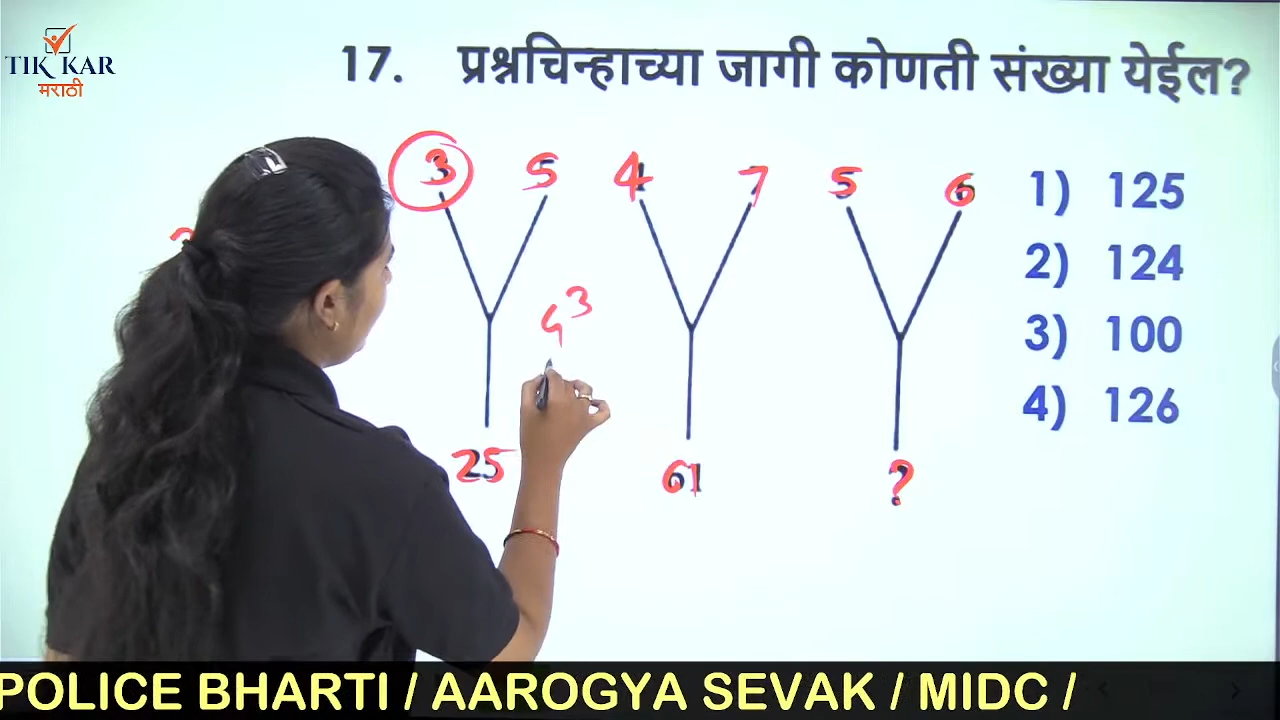 TIK KAR
मराठी
17. प्रश्नचिन्हाच्या जागी कोणती संख्या येईल?
3 5 4 7 5 6
4³
25 61 ?
1) 125
2) 124
3) 100
4) 126
POLICE BHARTI / AAROGYA SEVAK / MIDC /